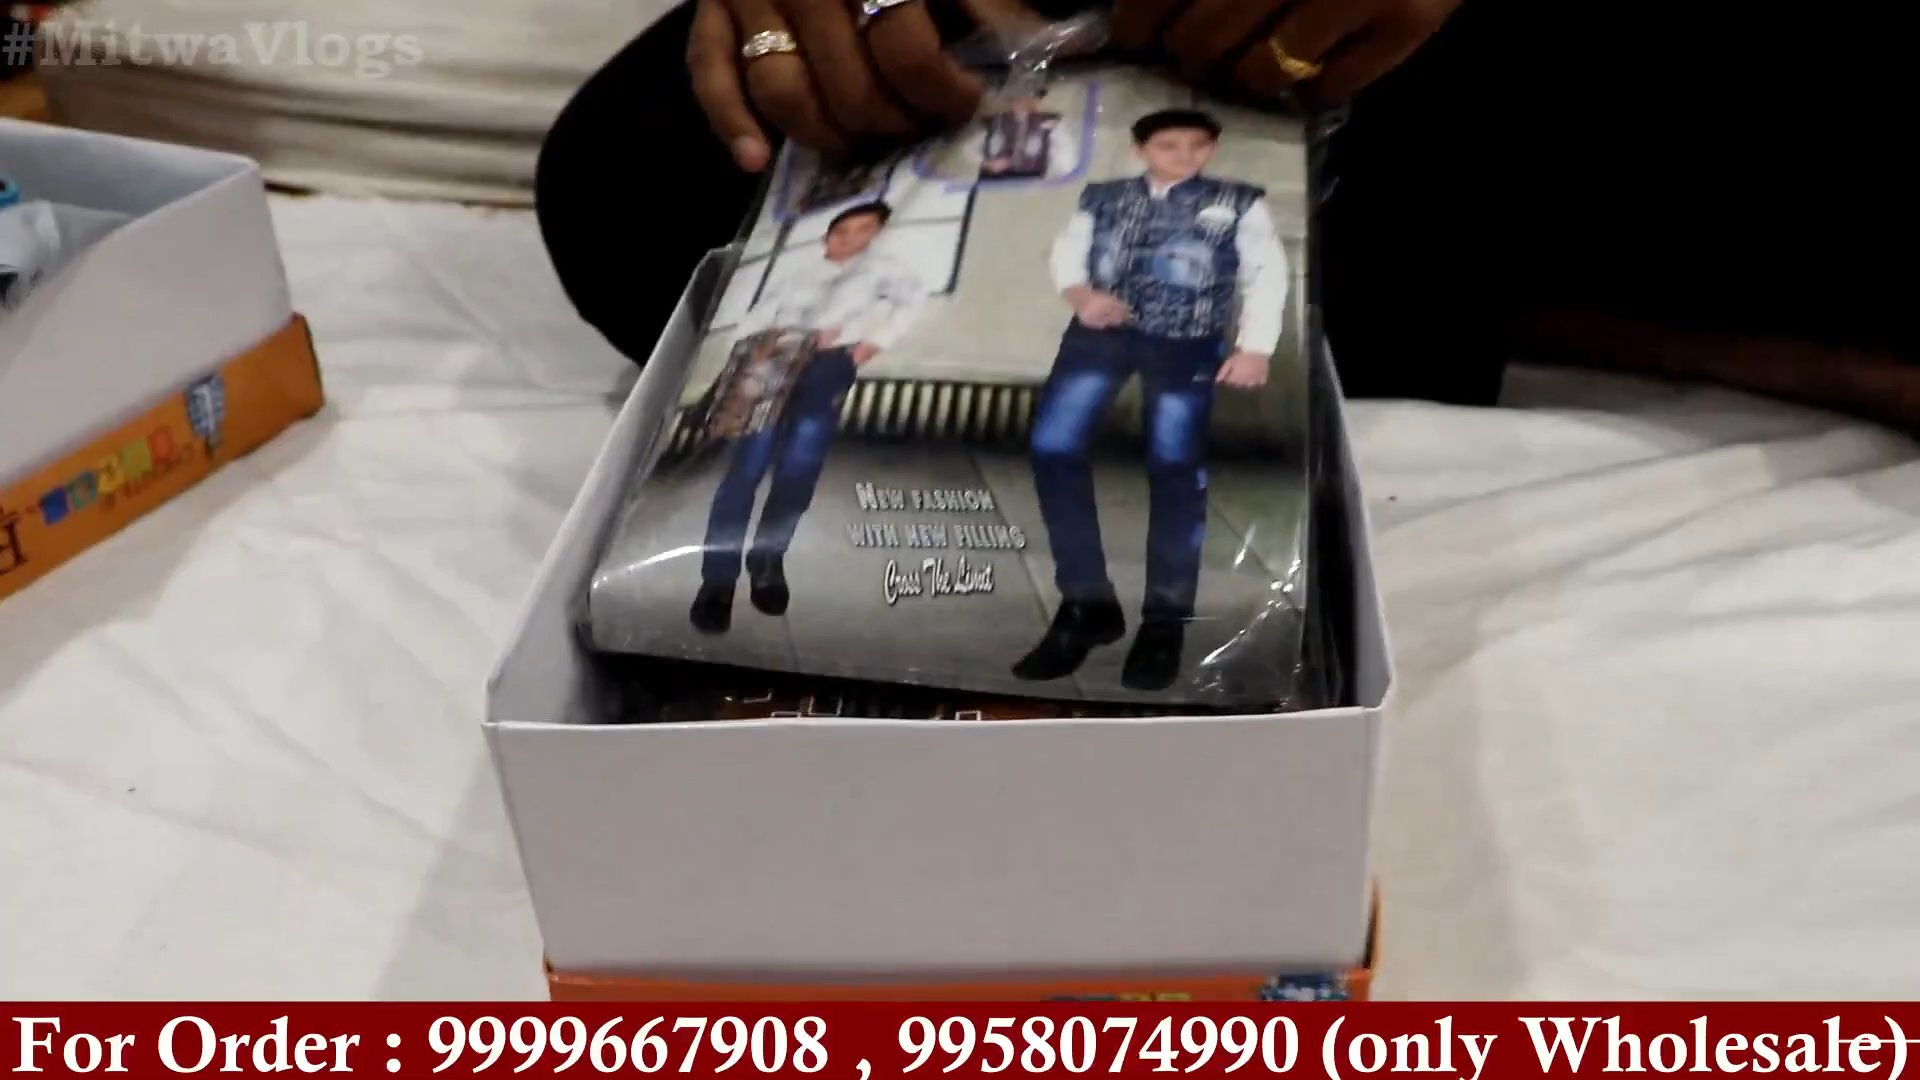 #MitwaVlogs
NEW FASHION
WITH NEW FILLING
Cross The Limit
For Order : 9999667908 , 9958074990 (only Wholesale)